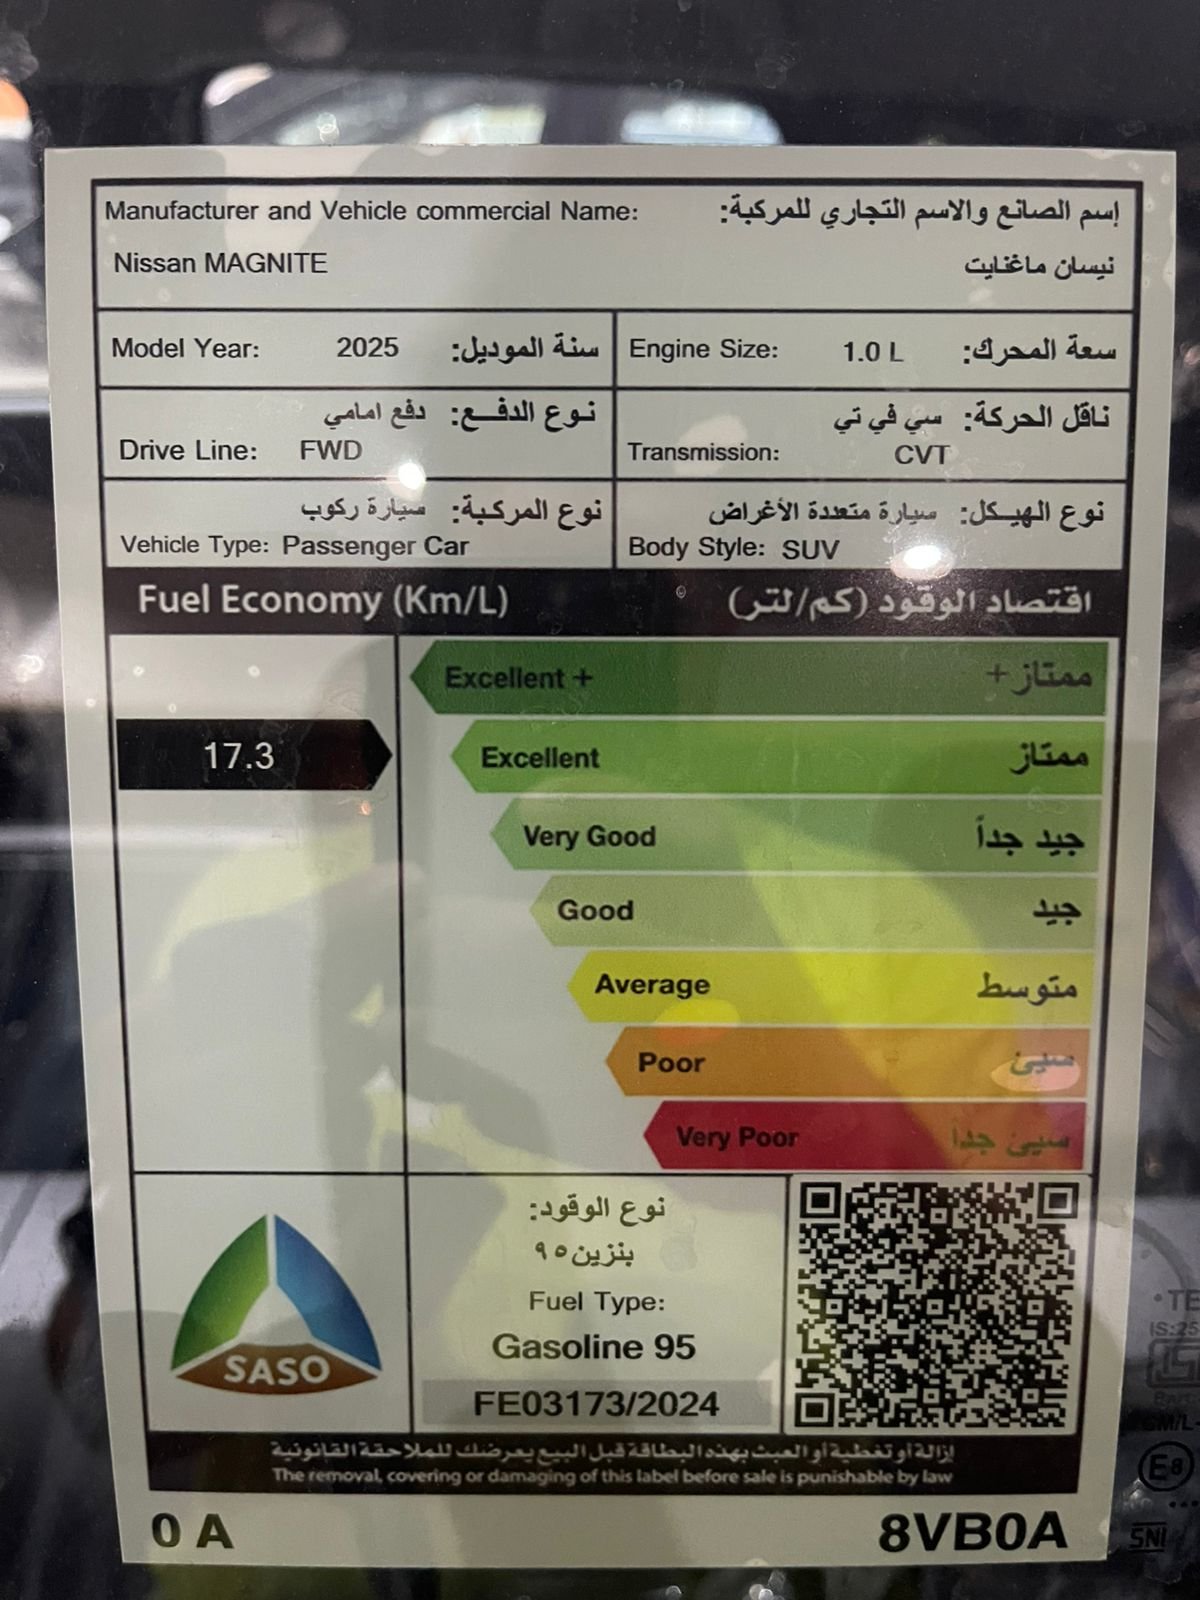 Manufacturer and Vehicle commercial Name: إسم الصانع والاسم التجاري للمركبة:
Nissan MAGNITE نيسان ماغنايت
Model Year: 2025 سنة الموديل: Engine Size: 1.0 L سعة المحرك:
نوع الدفع: دفع امامي ناقل الحركة: سي في تي
Drive Line: FWD Transmission: CVT
نوع المركبة: سيارة ركوب نوع الهيكل: سيارة متعددة الأغراض
Vehicle Type: Passenger Car Body Style: SUV
Fuel Economy (Km/L) اقتصاد الوقود (كم/لتر)
Excellent + ممتاز+
17.3 Excellent ممتاز
Very Good جيد جداً
Good جيد
Average متوسط
Poor سيئ
Very Poor سيئ جدا
نوع الوقود:
بنزين ٩٥
Fuel Type:
Gasoline 95
SASO
FE03173/2024
إزالة أو تغطية أو العبث بهذه البطاقة قبل البيع يعرضك للملاحقة القانونية
The removal, covering or damaging of this label before sale is punishable by law
0 A 8VB0A
E8
SNI